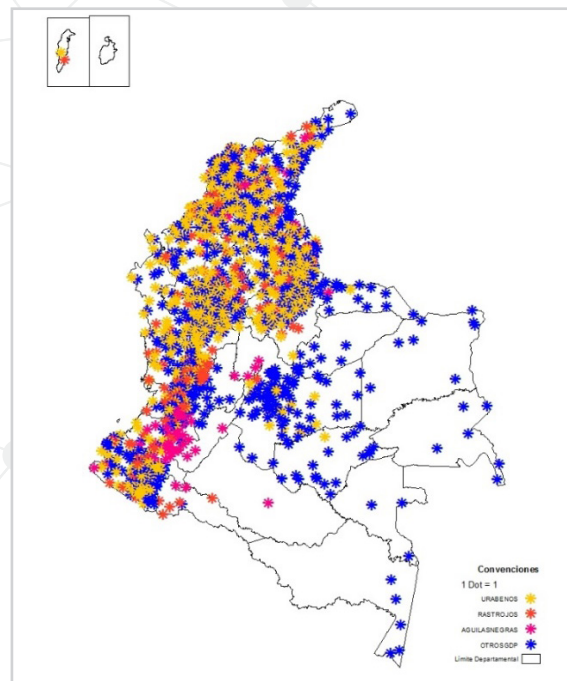 Convenciones
1 Dot = 1
URABENOS
RASTROJOS
AGUILASNEGRAS
OTROSGDP
Limite Departamental